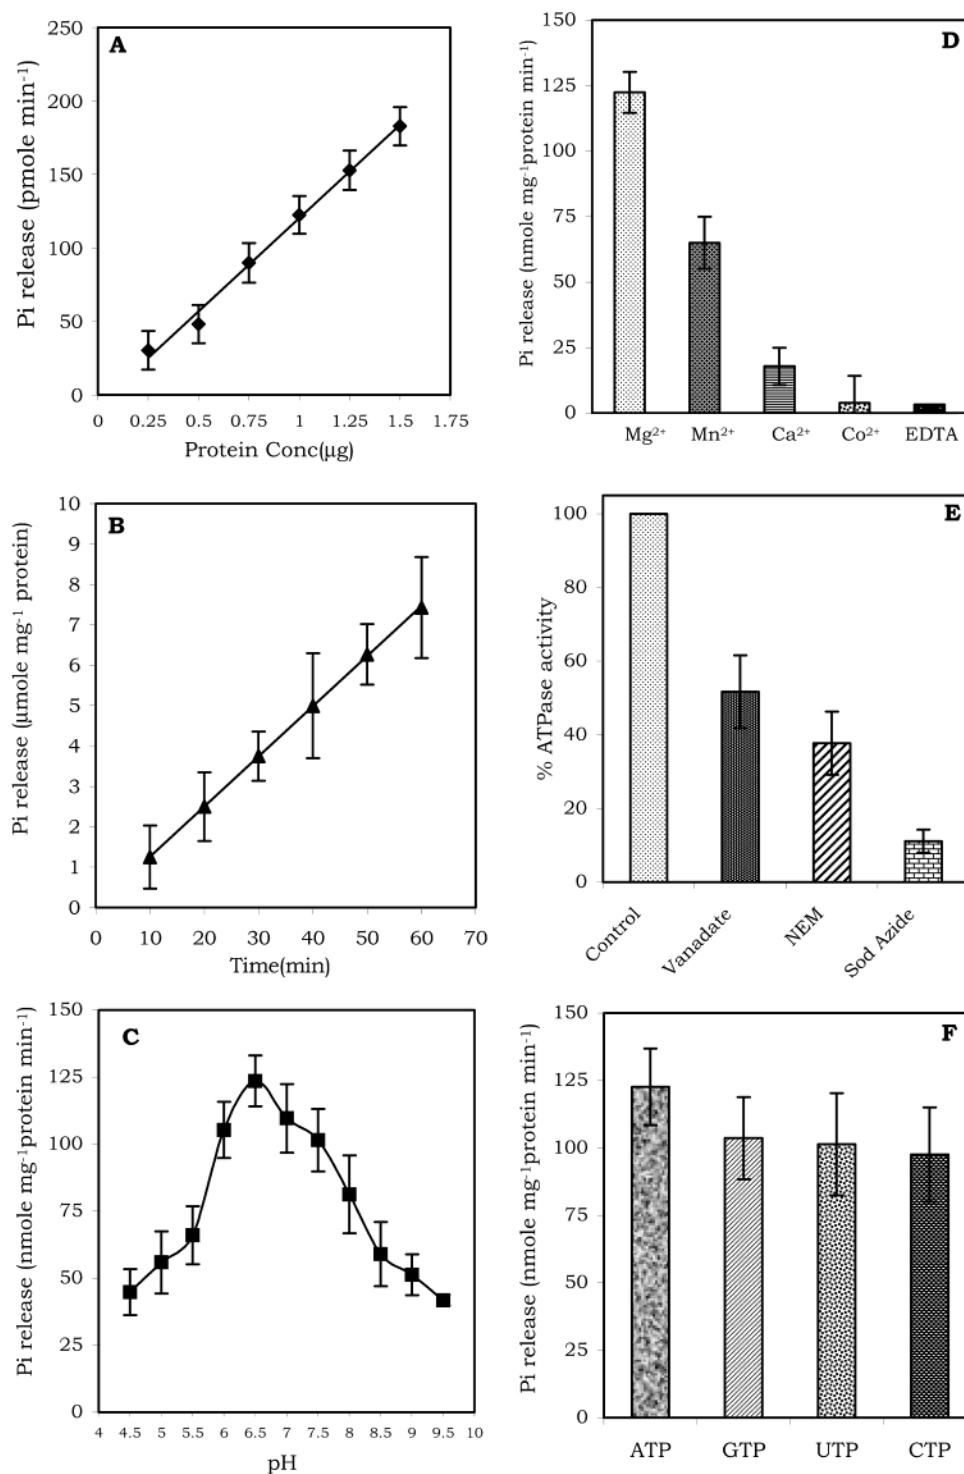 A
Pi release (pmole min⁻¹)
250
200
150
100
50
0
0 0.25 0.5 0.75 1 1.25 1.5 1.75
Protein Conc(μg)
B
Pi release (μmole mg⁻¹ protein)
10
9
8
7
6
5
4
3
2
1
0
0 10 20 30 40 50 60 70
Time(min)
C
Pi release (nmole mg⁻¹protein min⁻¹)
150
125
100
75
50
25
0
4 4.5 5 5.5 6 6.5 7 7.5 8 8.5 9 9.5 10
pH
D
Pi release (nmole mg⁻¹protein min⁻¹)
150
125
100
75
50
25
0
Mg²⁺ Mn²⁺ Ca²⁺ Co²⁺ EDTA
E
% ATPase activity
100
80
60
40
20
0
Control Vanadate NEM Sod Azide
F
Pi release (nmole mg⁻¹protein min⁻¹)
150
125
100
75
50
25
0
ATP GTP UTP CTP